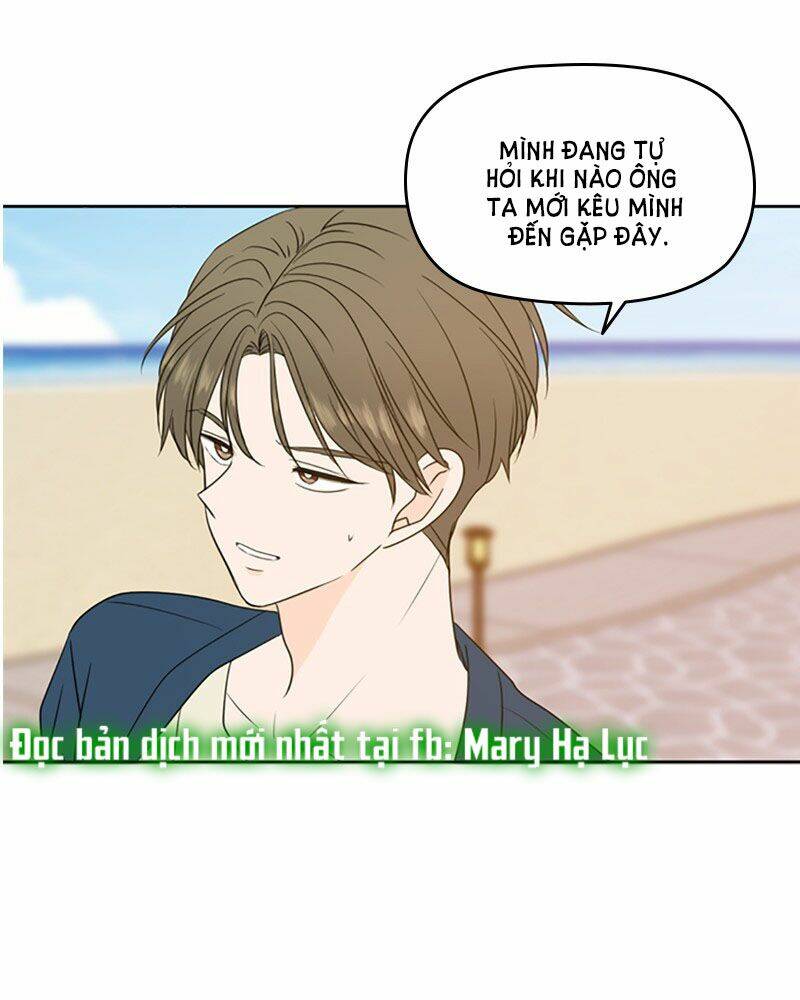 MÌNH ĐANG TỰ
HỎI KHI NÀO ÔNG
TA MỚI KÊU MÌNH
ĐẾN GẶP ĐÂY.
Đọc bản dịch mới nhất tại fb: Mary Hạ Lục